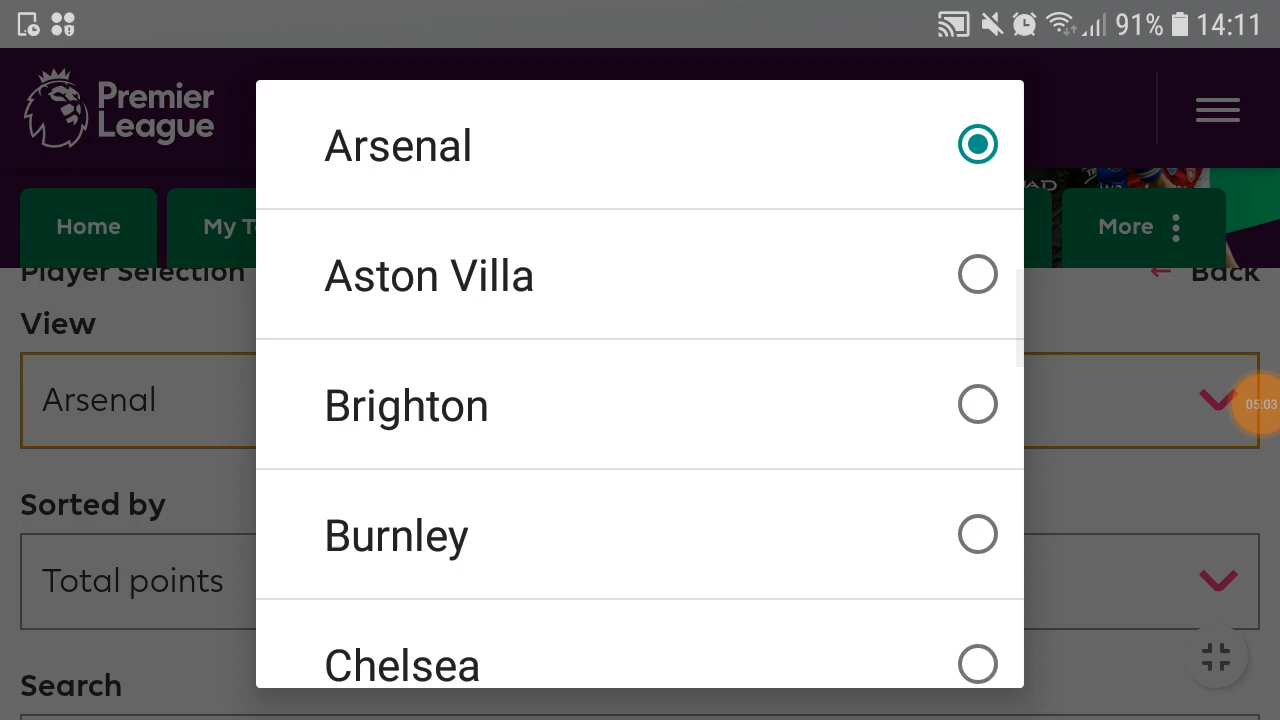 91% 14:11
Premier
League
Home
My T
More
Player Selection
Back
View
Arsenal
Sorted by
Total points
Search
Arsenal
Aston Villa
Brighton
Burnley
Chelsea
05:03